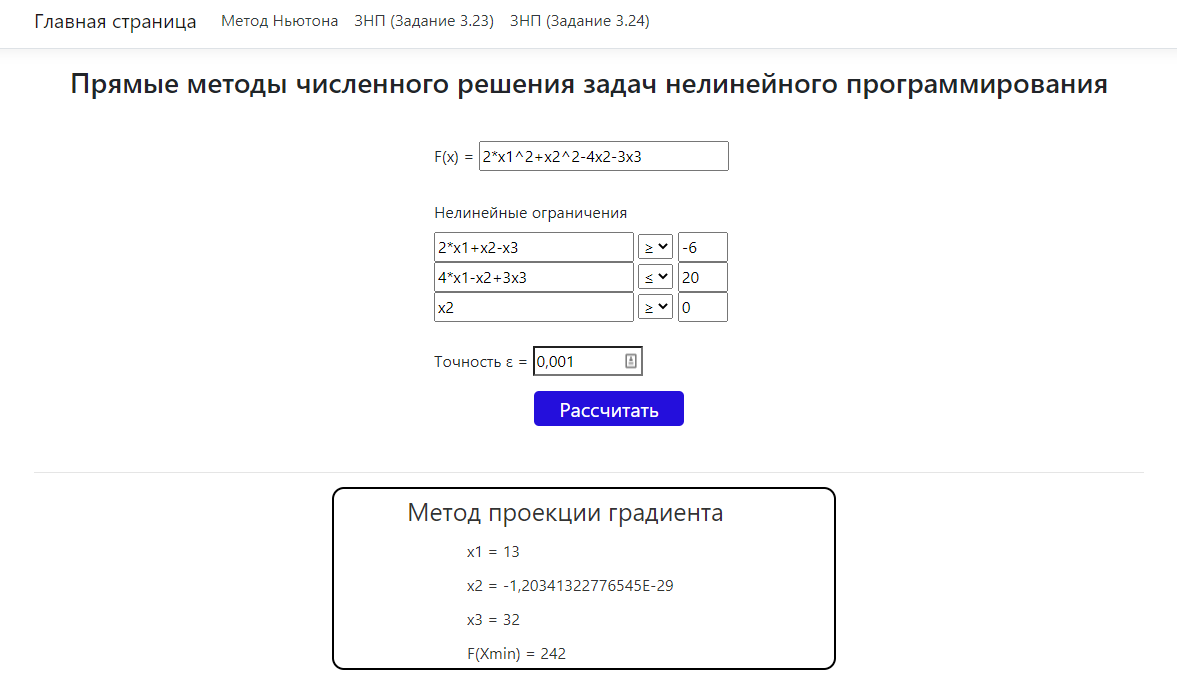 Главная страница Метод Ньютона ЗНП (Задание 3.23) ЗНП (Задание 3.24)
Прямые методы численного решения задач нелинейного программирования
F(x) = 2*x1^2+x2^2-4x2-3x3
Нелинейные ограничения
2*x1+x2-x3 ≥ -6
4*x1-x2+3x3 ≤ 20
x2 ≥ 0
Точность ε = 0,001
Рассчитать
Метод проекции градиента
x1 = 13
x2 = -1,20341322776545E-29
x3 = 32
F(Xmin) = 242